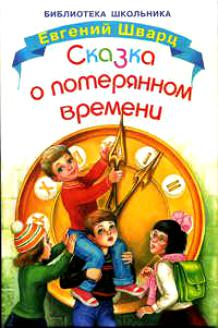 БИБЛИОТЕКА ШКОЛЬНИКА
Евгений Шварц
Сказка
о потерянном
времени